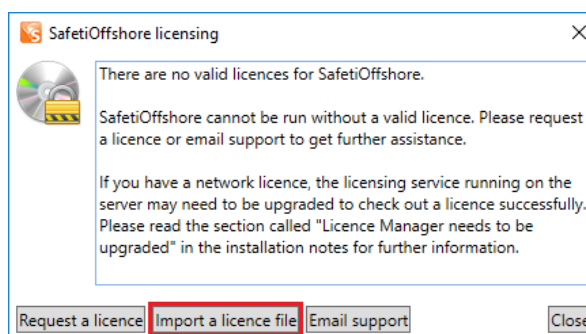 SafetiOffshore licensing
There are no valid licences for SafetiOffshore.
SafetiOffshore cannot be run without a valid licence. Please request
a licence or email support to get further assistance.
If you have a network licence, the licensing service running on the
server may need to be upgraded to check out a licence successfully.
Please read the section called "Licence Manager needs to be
upgraded" in the installation notes for further information.
Request a licence Import a licence file Email support Close